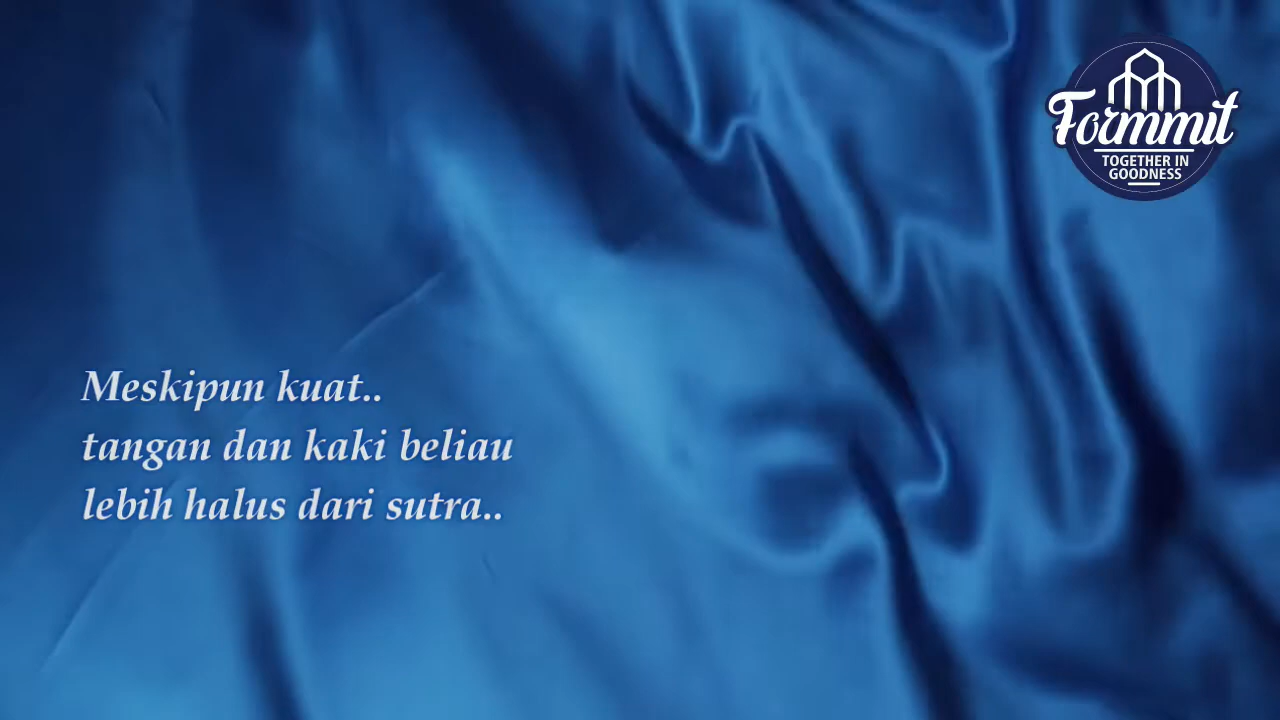 Formmit
TOGETHER IN
GOODNESS
Meskipun kuat..
tangan dan kaki beliau
lebih halus dari sutra..